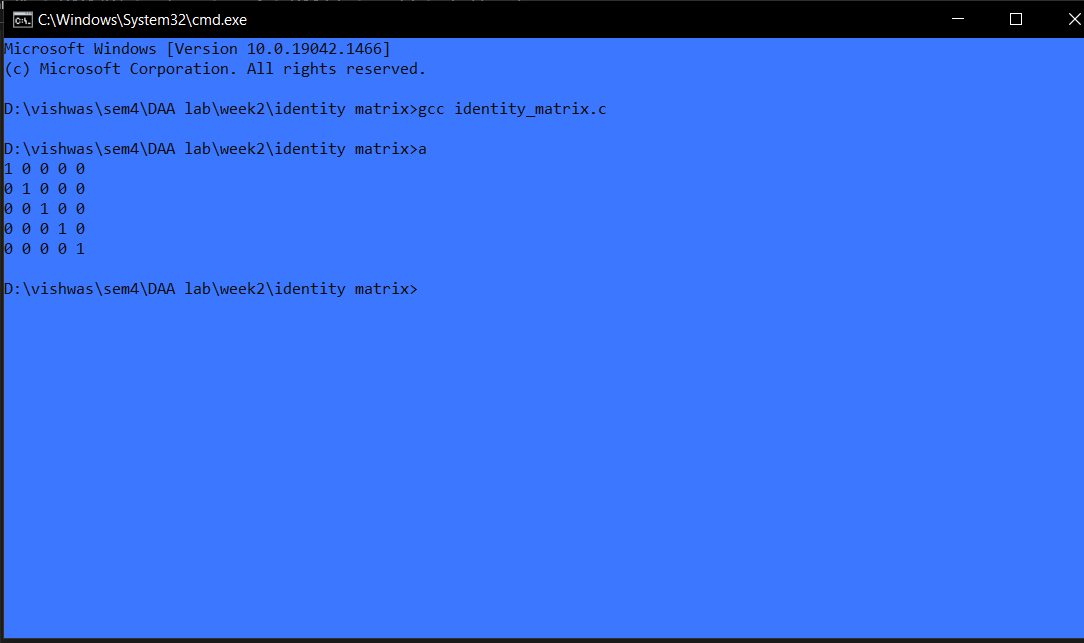 C:\Windows\System32\cmd.exe
Microsoft Windows [Version 10.0.19042.1466]
(c) Microsoft Corporation. All rights reserved.
D:\vishwas\sem4\DAA lab\week2\identity matrix>gcc identity_matrix.c
D:\vishwas\sem4\DAA lab\week2\identity matrix>a
1 0 0 0 0
0 1 0 0 0
0 0 1 0 0
0 0 0 1 0
0 0 0 0 1
D:\vishwas\sem4\DAA lab\week2\identity matrix>